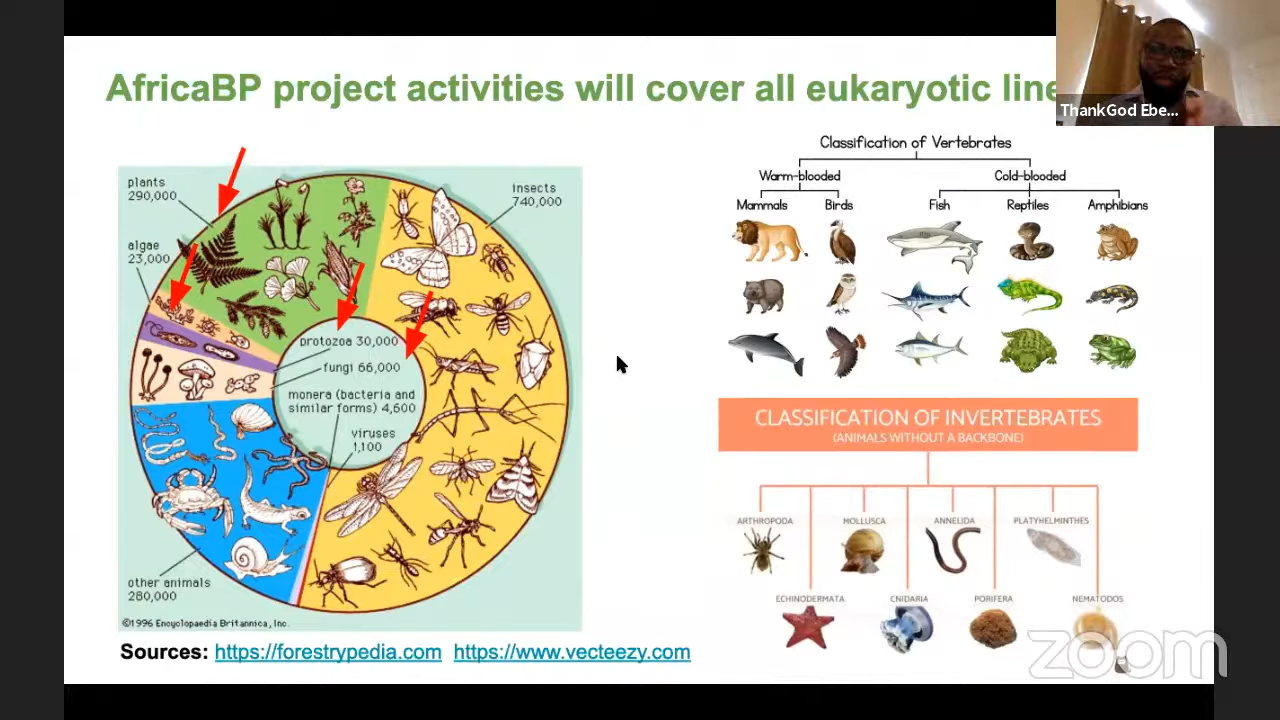 AfricaBP project activities will cover all eukaryotic line
ThankGod Ebe...
plants
290,000
algae
23,000
insects
740,000
protozoa 30,000
fungi 66,000
monera (bacteria and
similar forms) 4,600
viruses
1,100
other animals
280,000
©1996 Encyclopaedia Britannica, Inc.
Sources: https://forestrypedia.com https://www.vecteezy.com
Classification of Vertebrates
Warm-blooded
Cold-blooded
Mammals
Birds
Fish
Reptiles
Amphibians
CLASSIFICATION OF INVERTEBRATES
(ANIMALS WITHOUT A BACKBONE)
ARTHROPODA
MOLLUSCA
ANNELIDA
PLATYHELMINTHES
ECHINODERMATA
CNIDARIA
PORIFERA
NEMATODOS
zoom